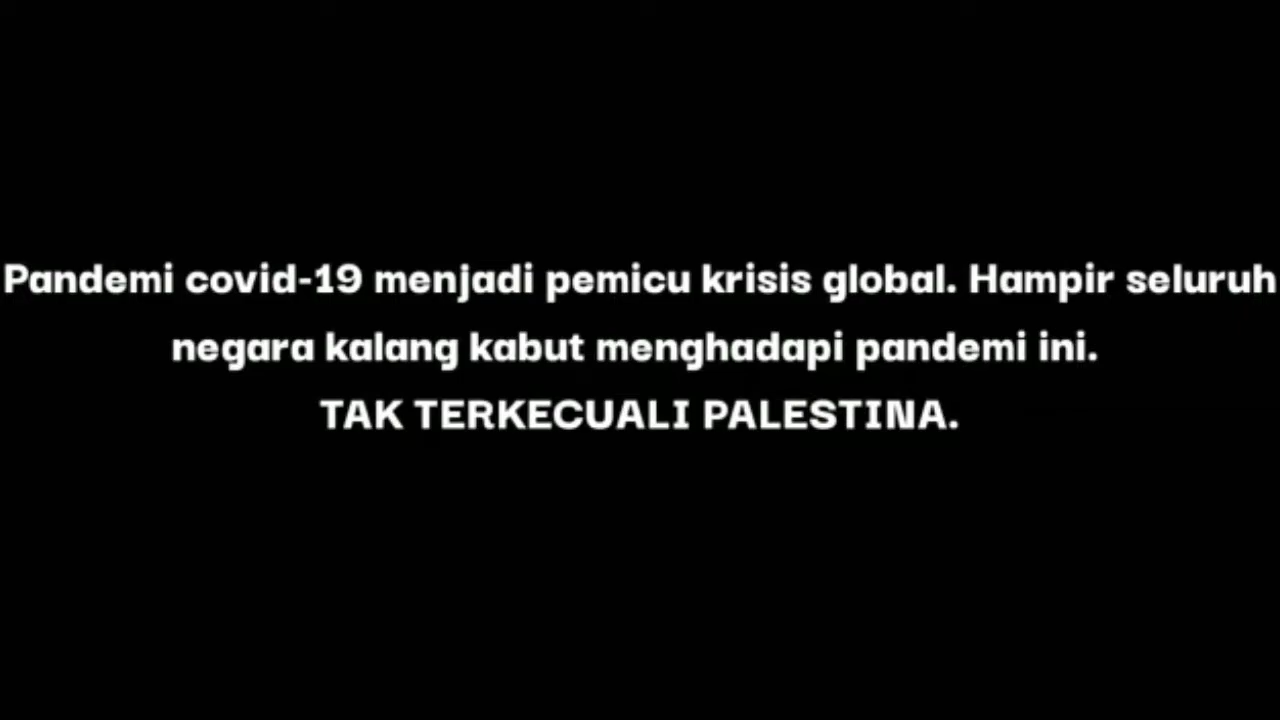 Pandemi covid-19 menjadi pemicu krisis global. Hampir seluruh
negara kalang kabut menghadapi pandemi ini.
TAK TERKECUALI PALESTINA.